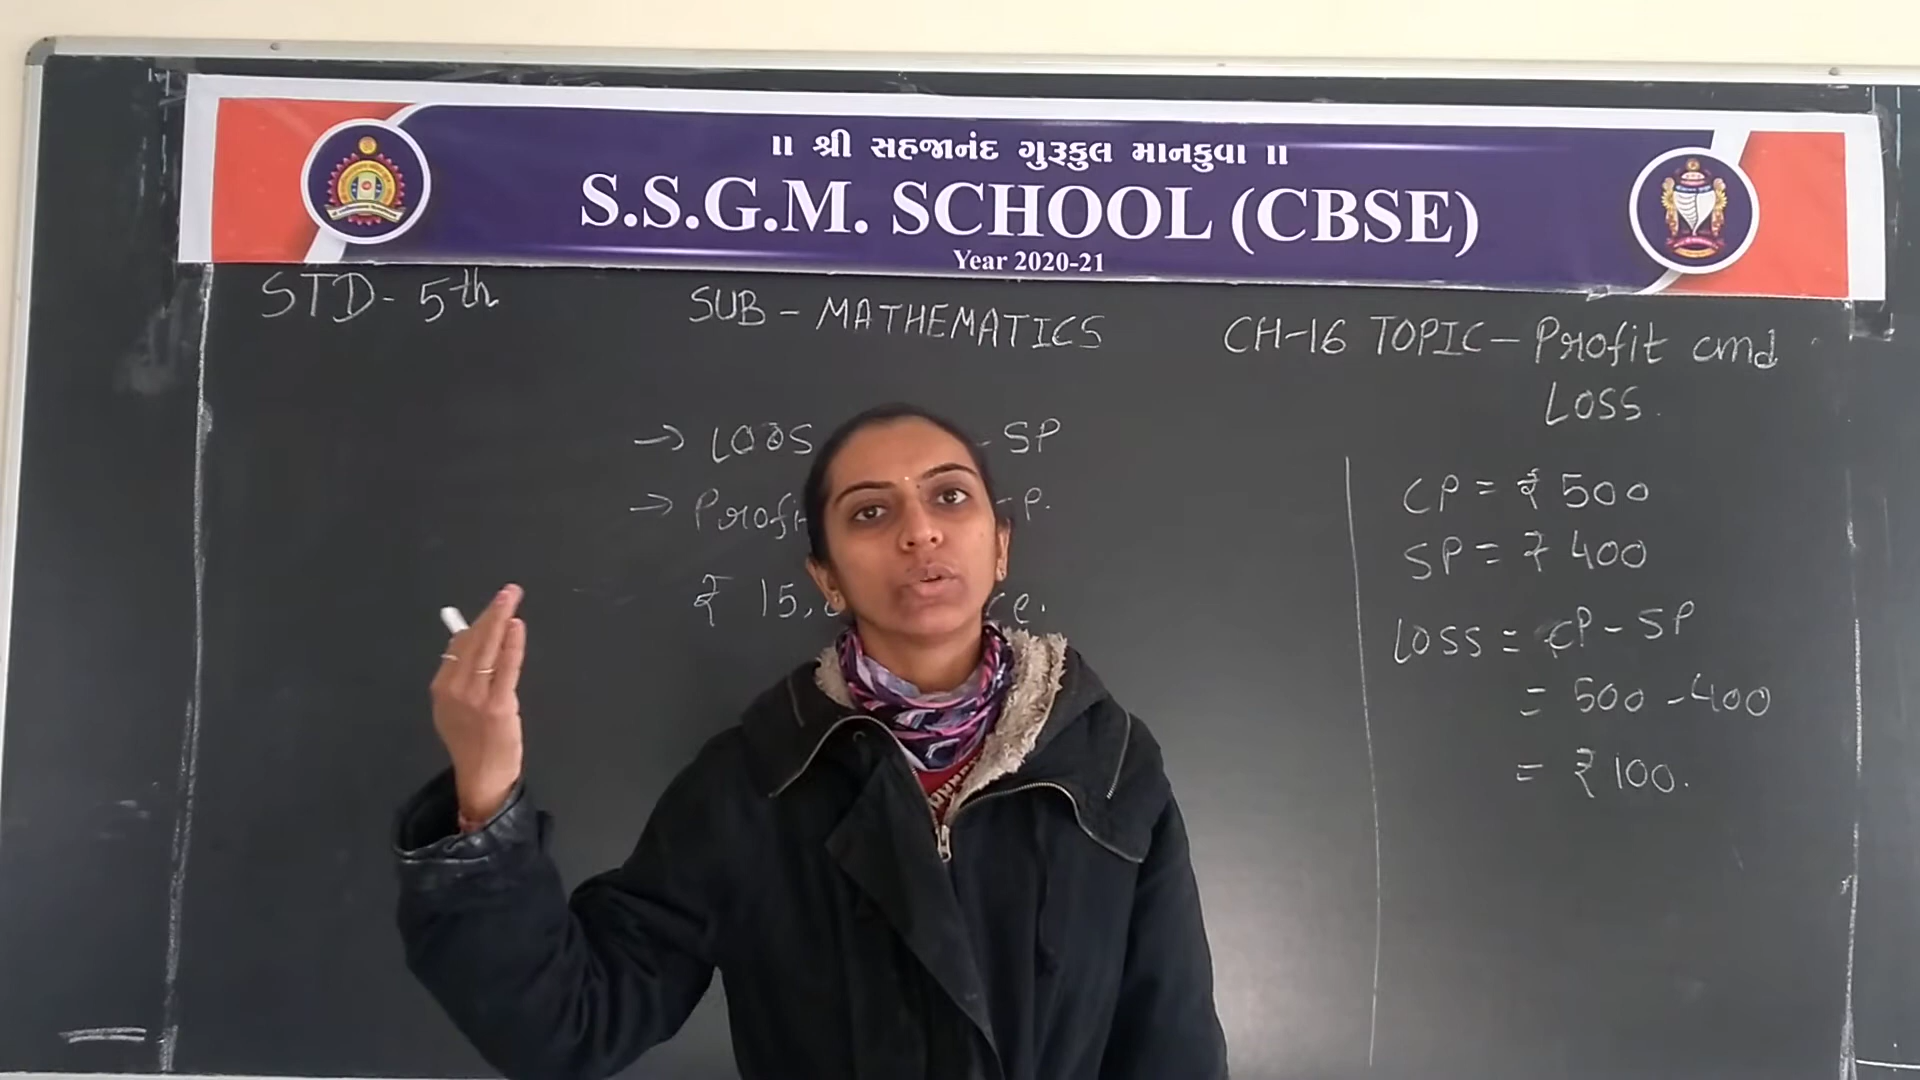 ॥ શ્રી સહજાનંદ ગુરૂકુલ માનકુવા ॥
S.S.G.M. SCHOOL (CBSE)
Year 2020-21
STD - 5th
SUB - MATHEMATICS
CH-16 TOPIC - Profit and
LOSS.
→ LOSS - SP
→ P.
₹ 15,
CP = ₹ 500
SP = ₹ 400
LOSS = CP - SP
= 500 - 400
= ₹ 100.